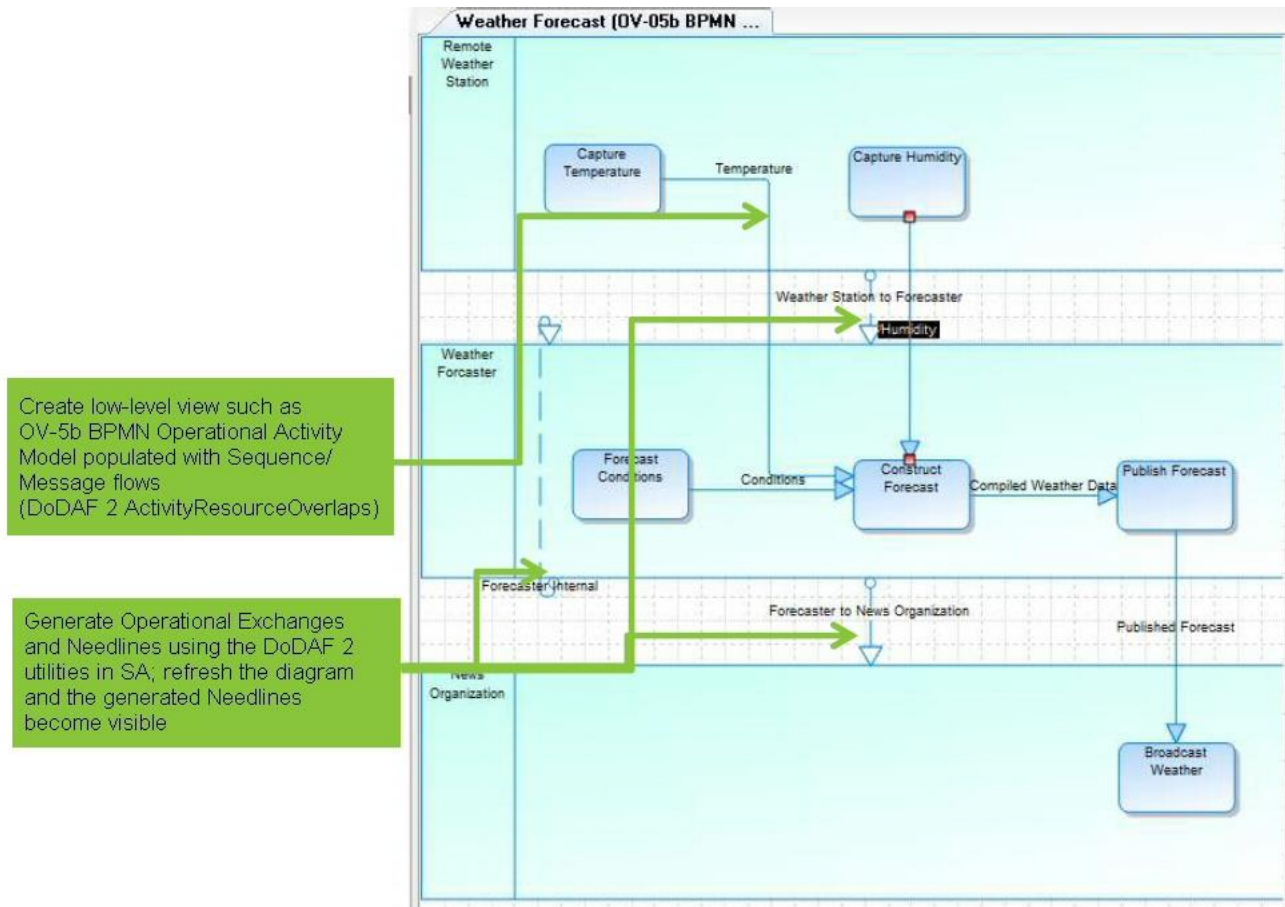 Weather Forecast (OV-05b BPMN ...
Remote
Weather
Station
Capture
Temperature
Temperature
Capture Humidity
Weather Station to Forecaster
Humidity
Weather
Forcaster
Create low-level view such as
OV-5b BPMN Operational Activity
Model populated with Sequence/
Message flows
(DoDAF 2 ActivityResourceOverlaps)
Forecast
Conditions
Conditions
Construct
Forecast
Compiled Weather Data
Publish Forecast
Forecaster Internal
Forecaster to News Organization
Published Forecast
Generate Operational Exchanges
and Needlines using the DoDAF 2
utilities in SA; refresh the diagram
and the generated Needlines
become visible
News
Organization
Broadcast
Weather